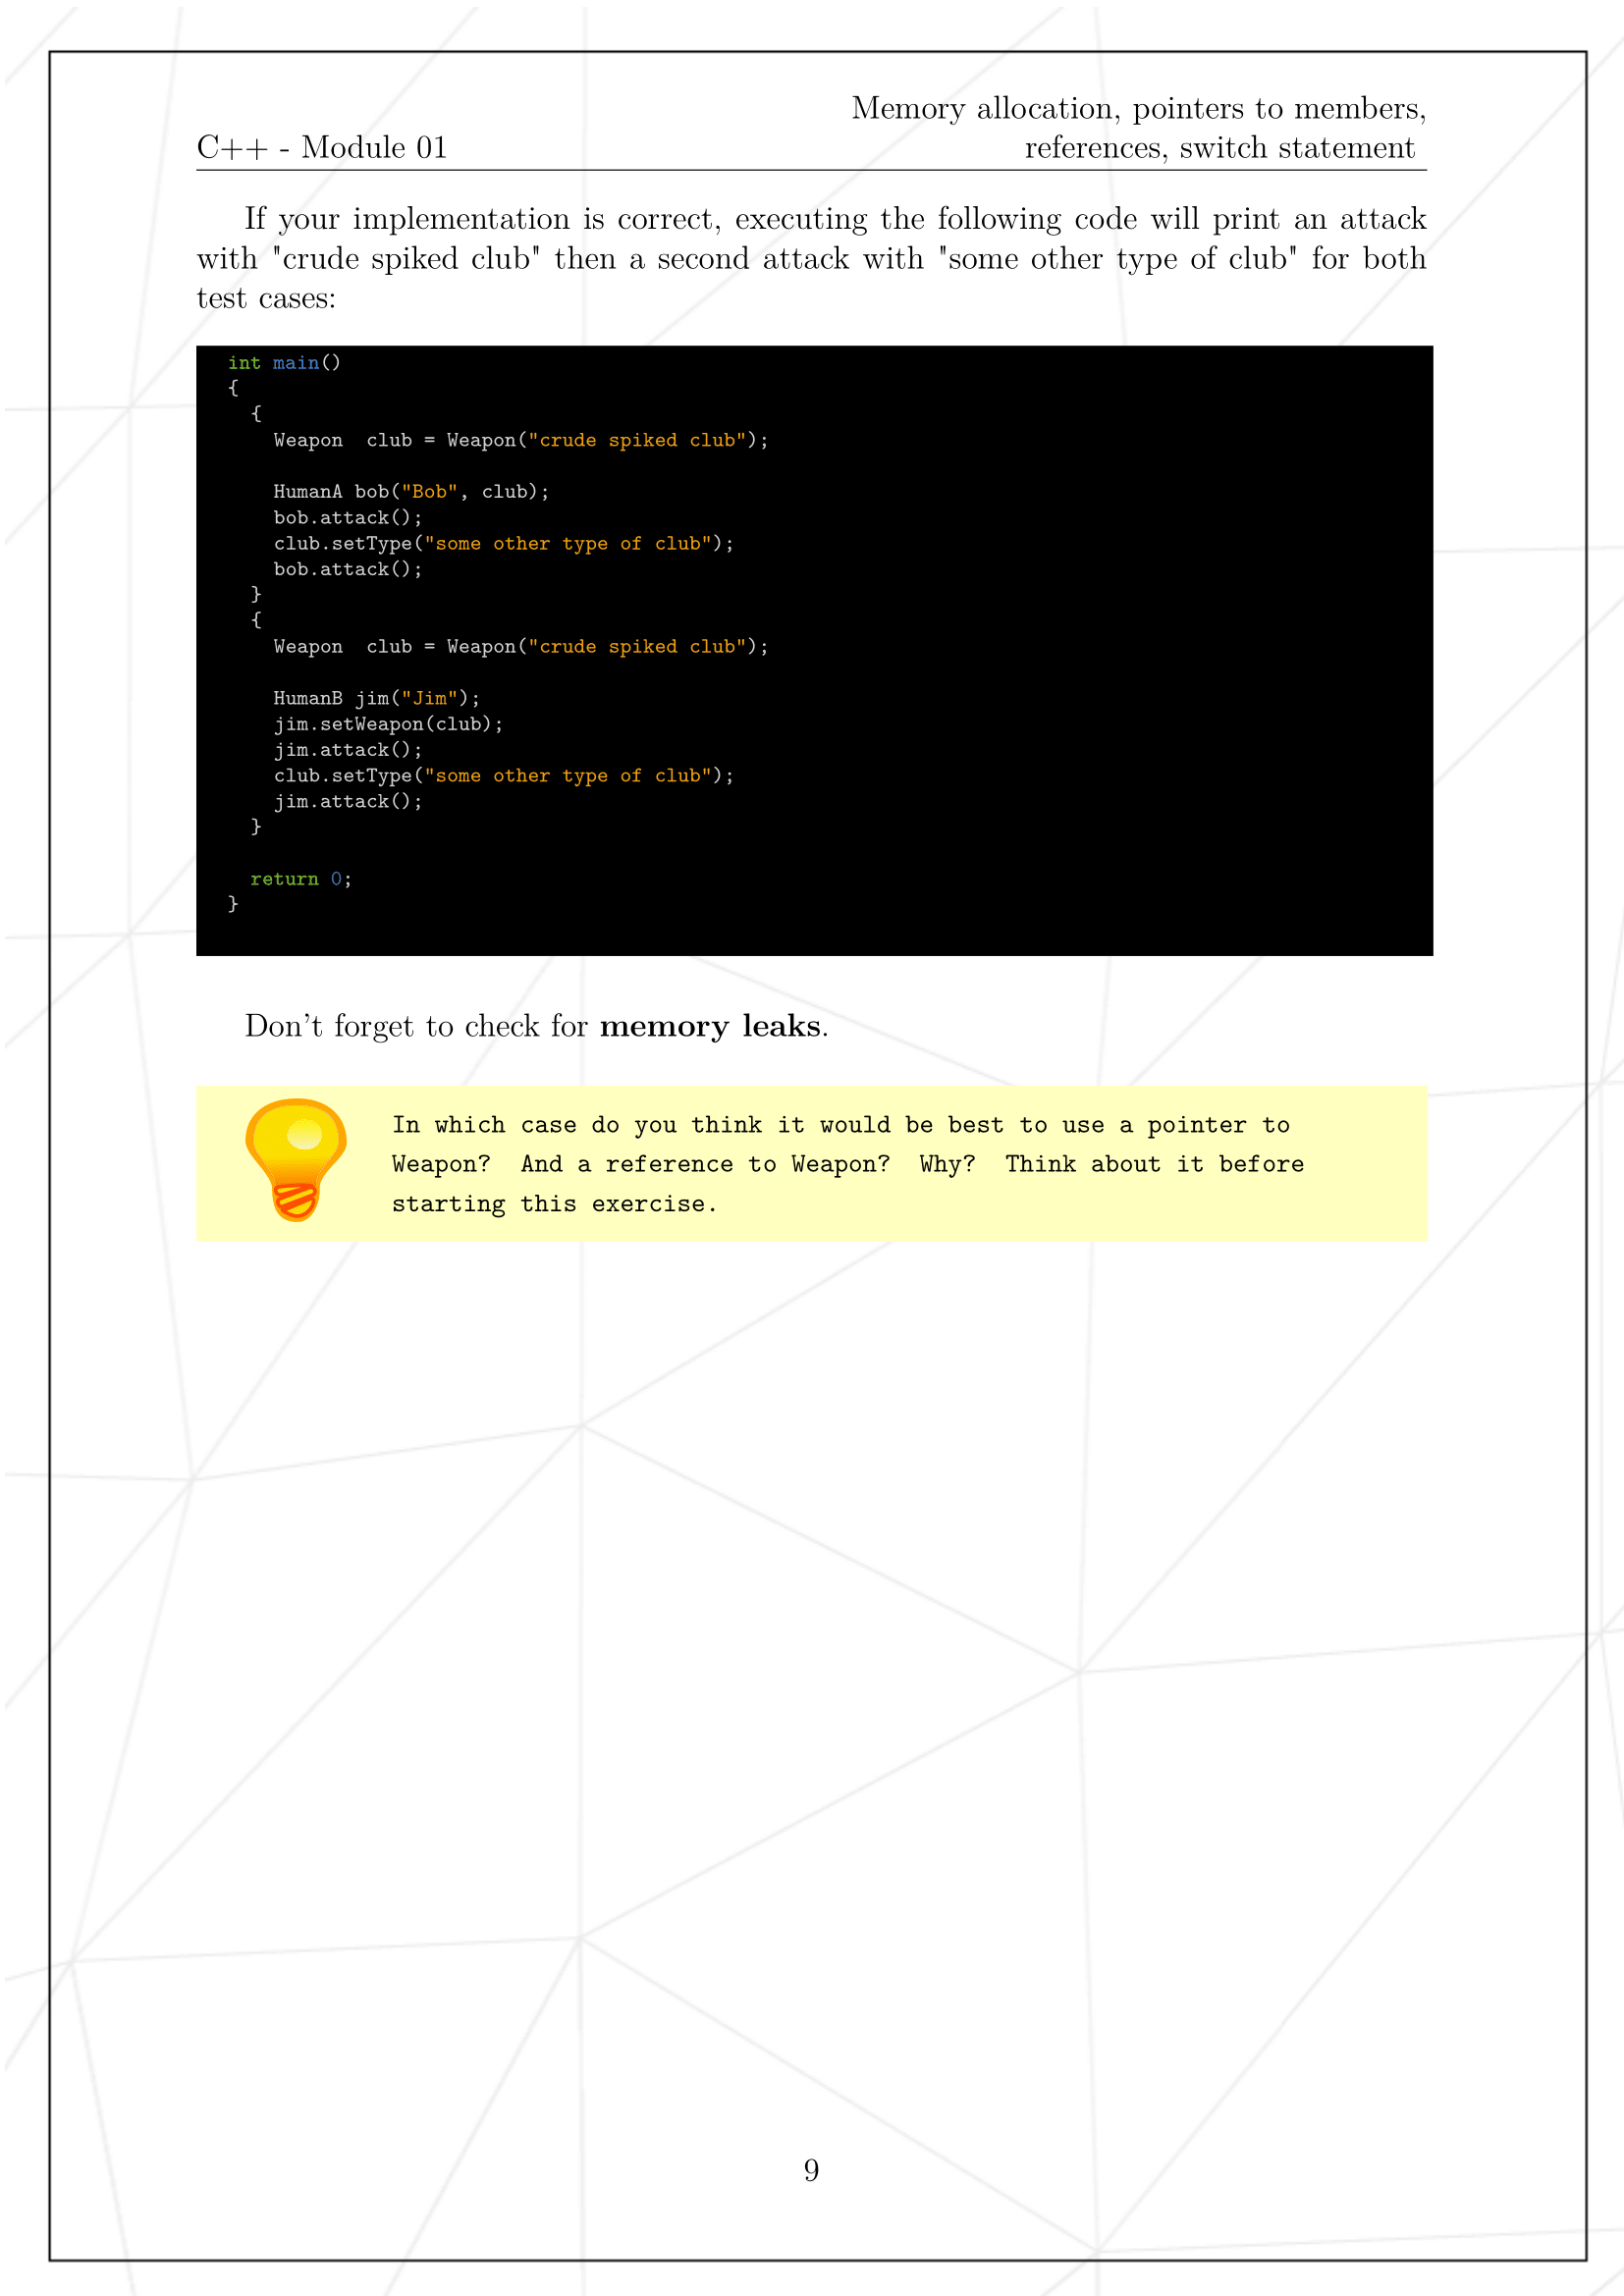 Memory allocation, pointers to members,
C++ - Module 01 references, switch statement
If your implementation is correct, executing the following code will print an attack
with "crude spiked club" then a second attack with "some other type of club" for both
test cases:
int main()
{
  {
    Weapon  club = Weapon("crude spiked club");

    HumanA bob("Bob", club);
    bob.attack();
    club.setType("some other type of club");
    bob.attack();
  }
  {
    Weapon  club = Weapon("crude spiked club");

    HumanB jim("Jim");
    jim.setWeapon(club);
    jim.attack();
    club.setType("some other type of club");
    jim.attack();
  }

  return 0;
}
Don't forget to check for memory leaks.
In which case do you think it would be best to use a pointer to
Weapon?  And a reference to Weapon?  Why?  Think about it before
starting this exercise.
9